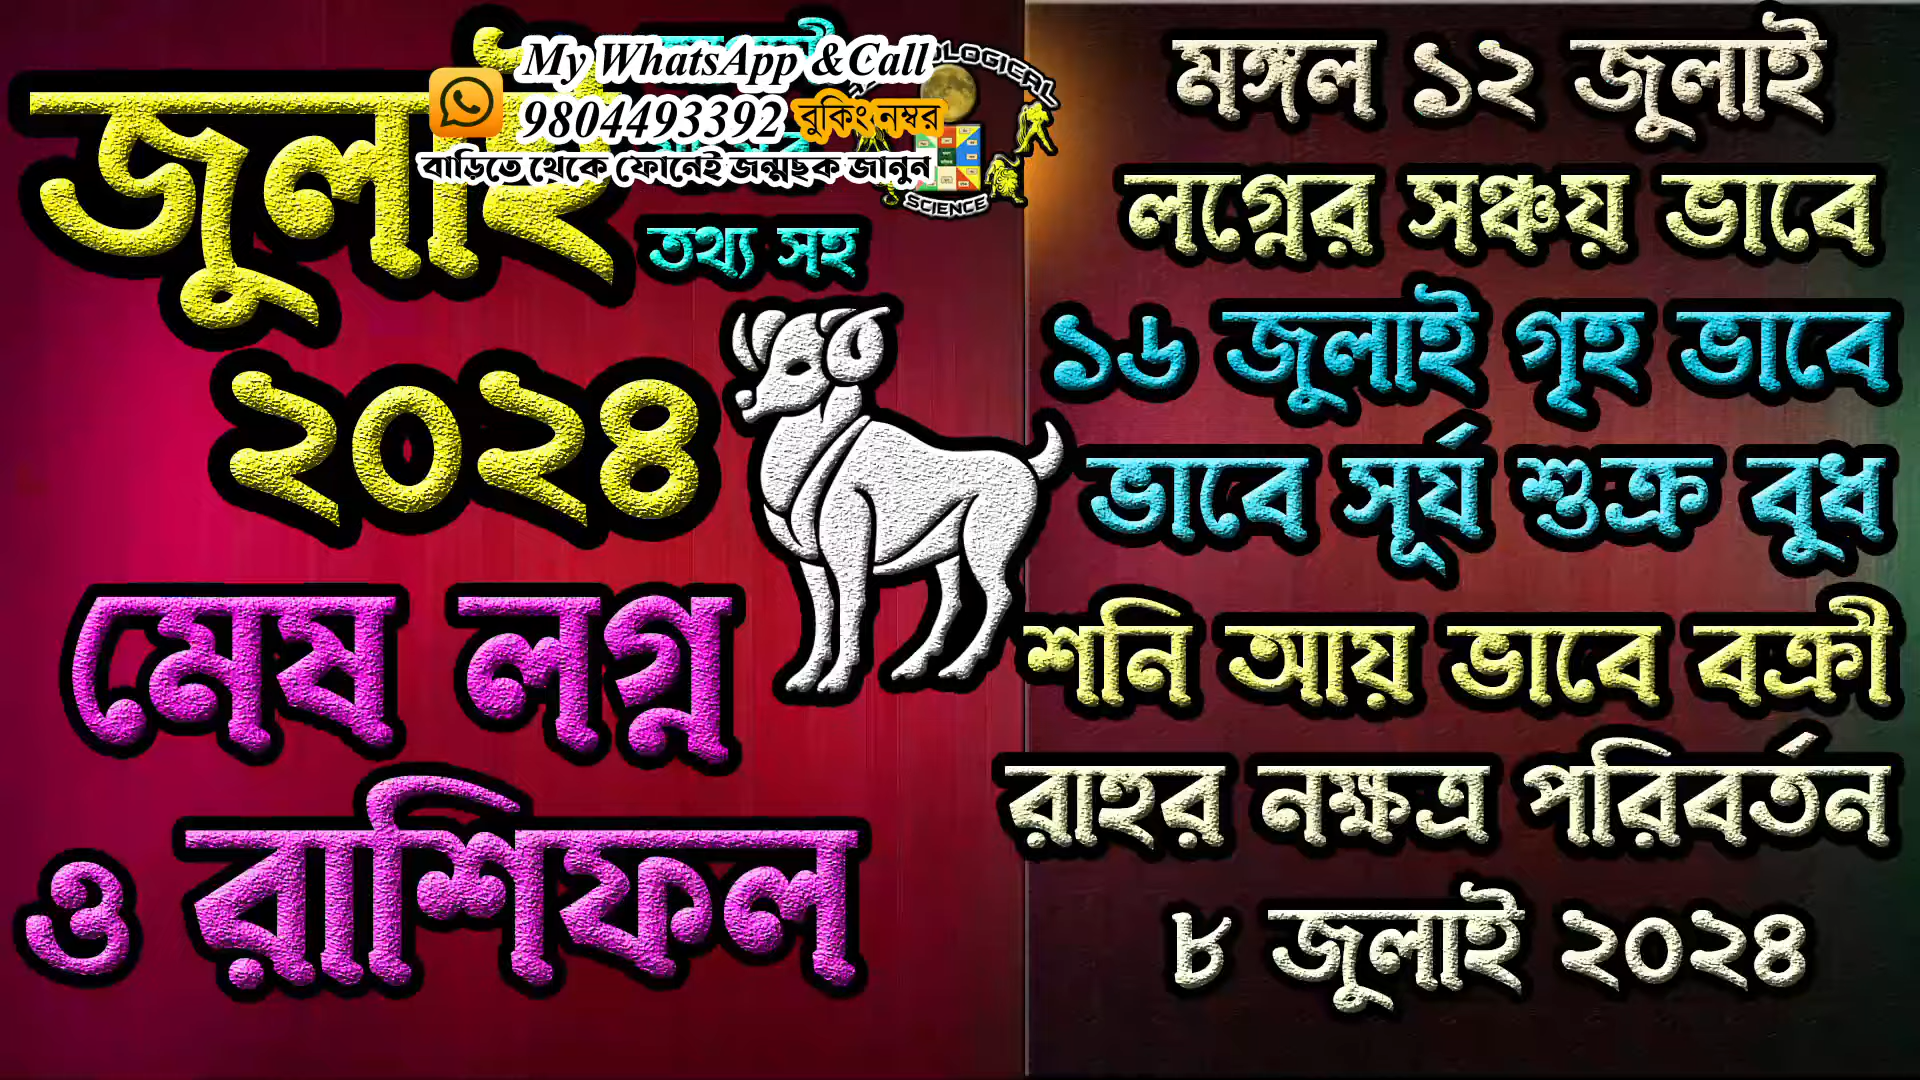 জুলাই
My WhatsApp &Call
9804493392 বুকিং নম্বর
বাড়িতে থেকে ফোনেই জন্মছক জানুন
SCIENCE
তথ্য সহ
২০২৪
মেষ লগ্ন
ও রাশিফল
মঙ্গল ১২ জুলাই
লগ্নের সঞ্চয় ভাবে
১৬ জুলাই গৃহ ভাবে
ভাবে সূর্য শুক্র বুধ
শনি আয় ভাবে বক্রী
রাহুর নক্ষত্র পরিবর্তন
৮ জুলাই ২০২৪